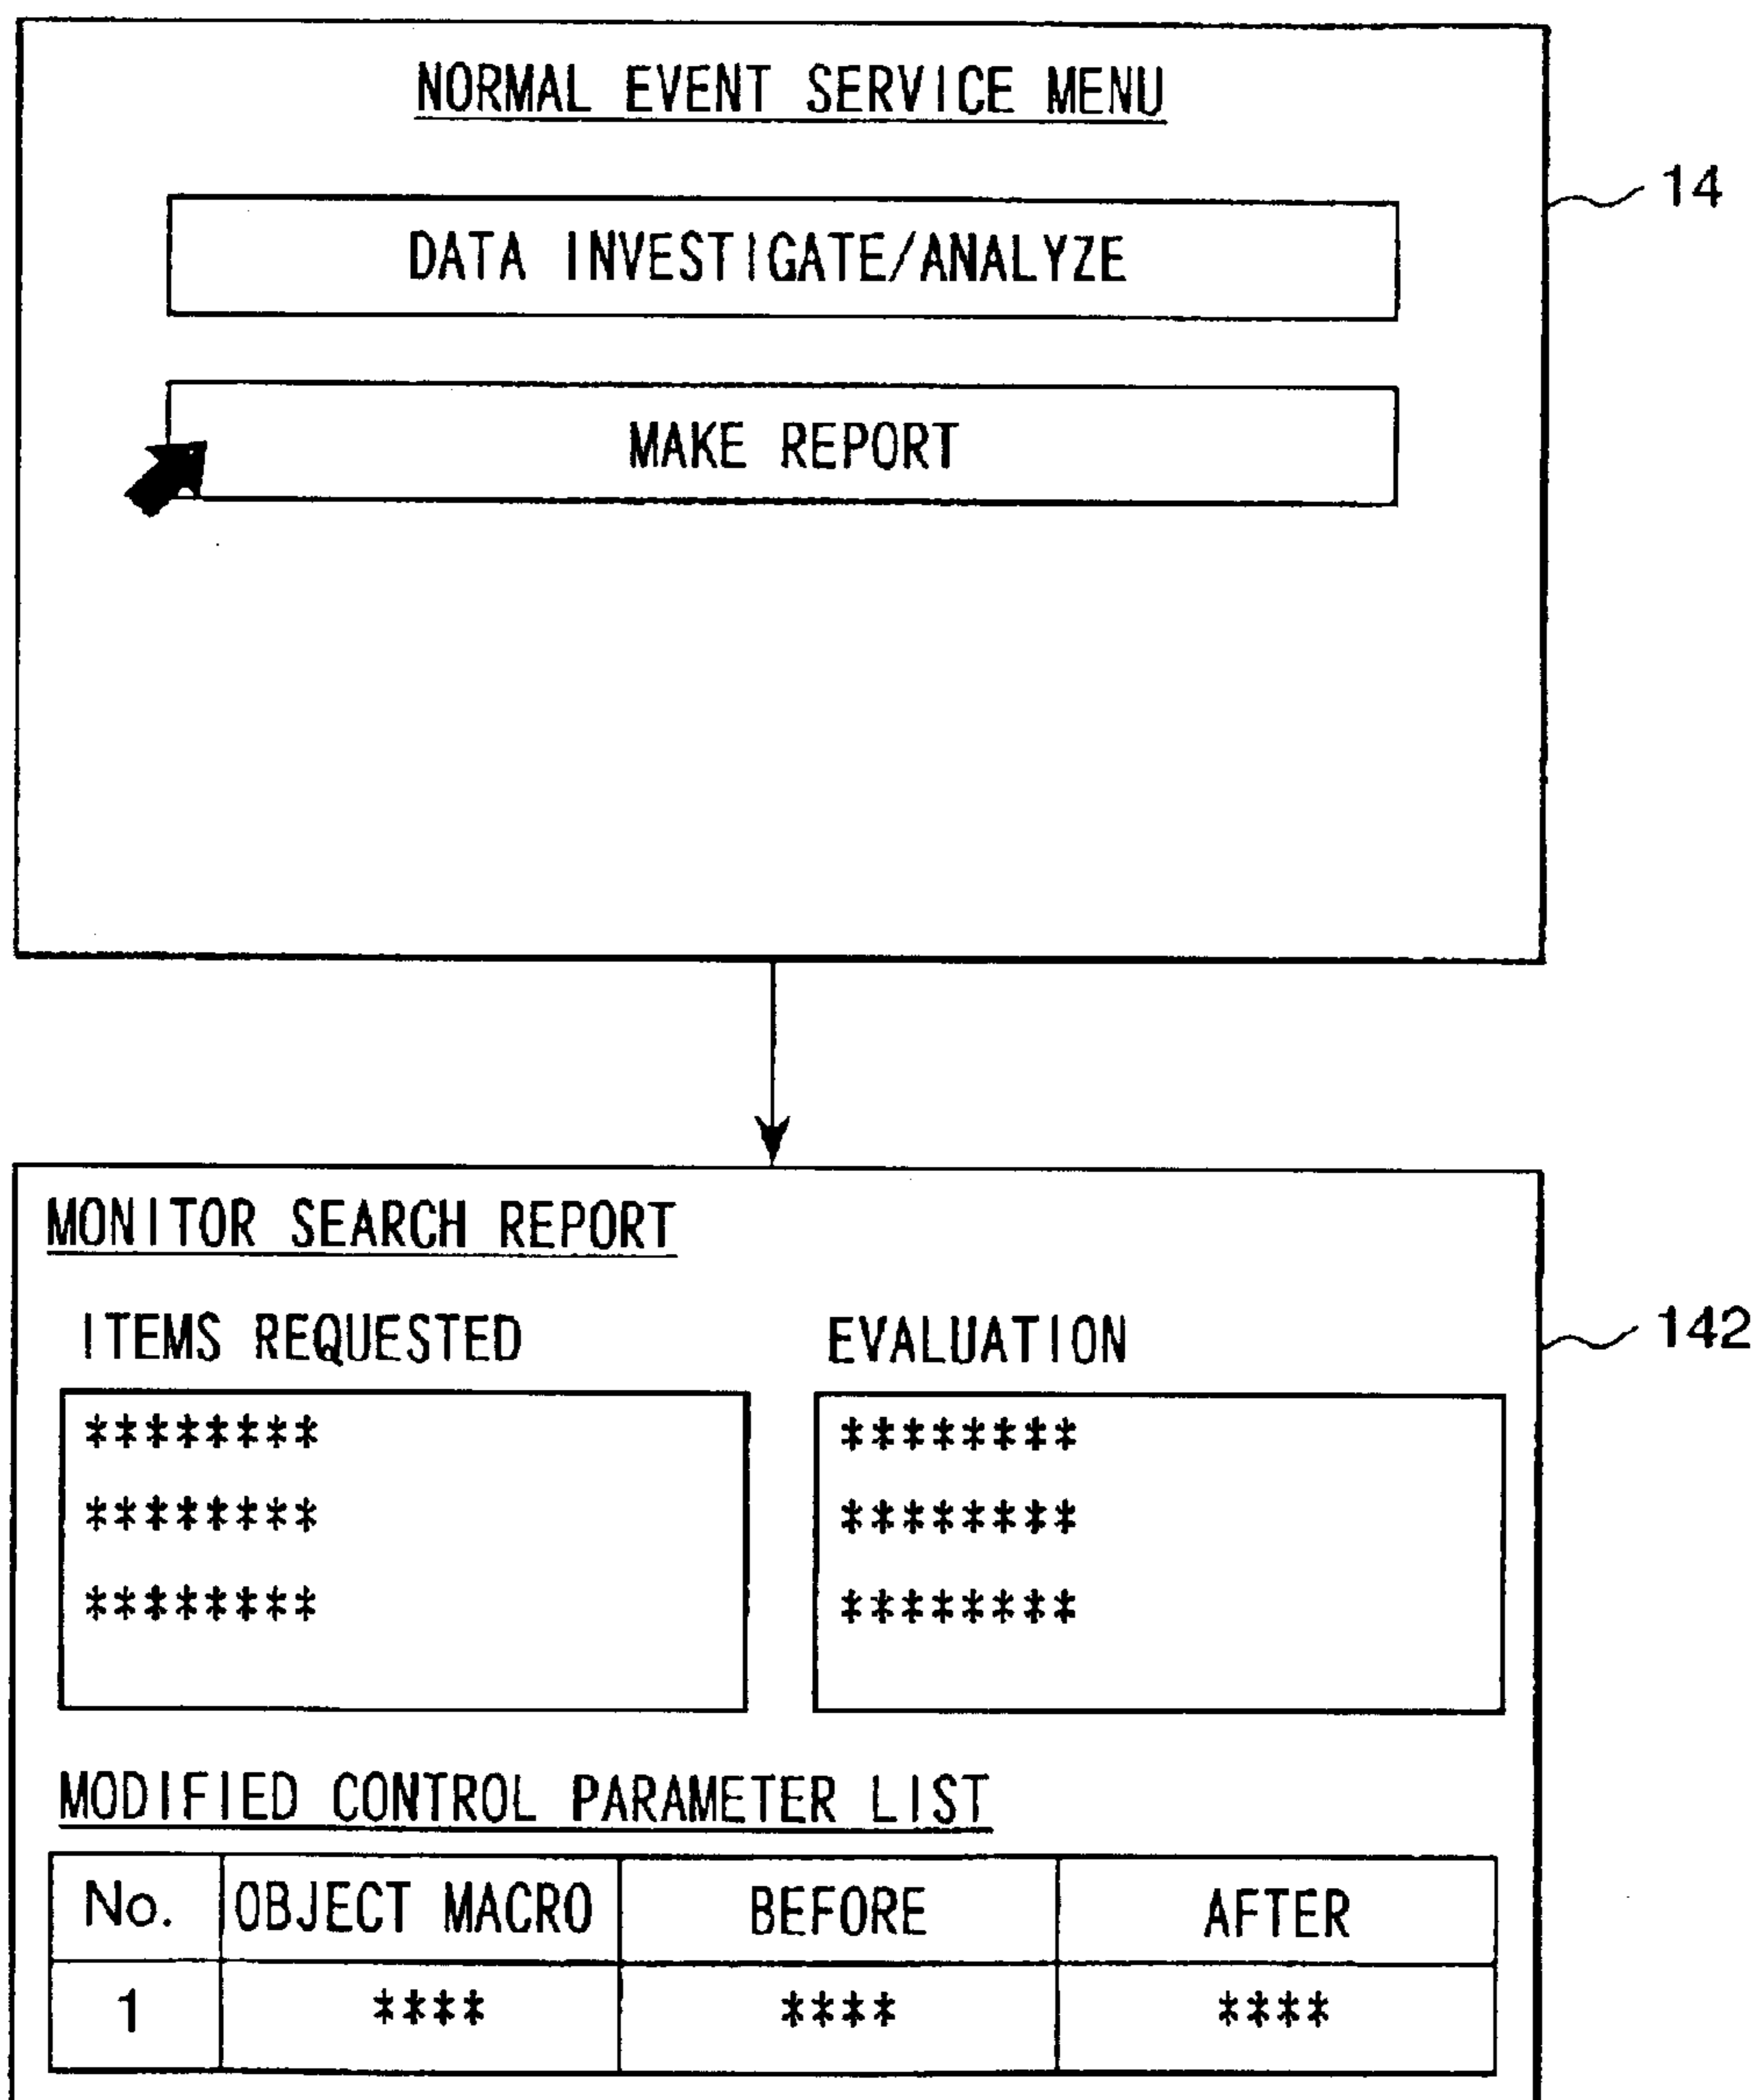 NORMAL EVENT SERVICE MENU
14
DATA INVESTIGATE/ANALYZE
MAKE REPORT
MONITOR SEARCH REPORT
ITEMS REQUESTED EVALUATION
142
******** ********
******** ********
******** ********
MODIFIED CONTROL PARAMETER LIST
No. OBJECT MACRO BEFORE AFTER
1 **** **** ****